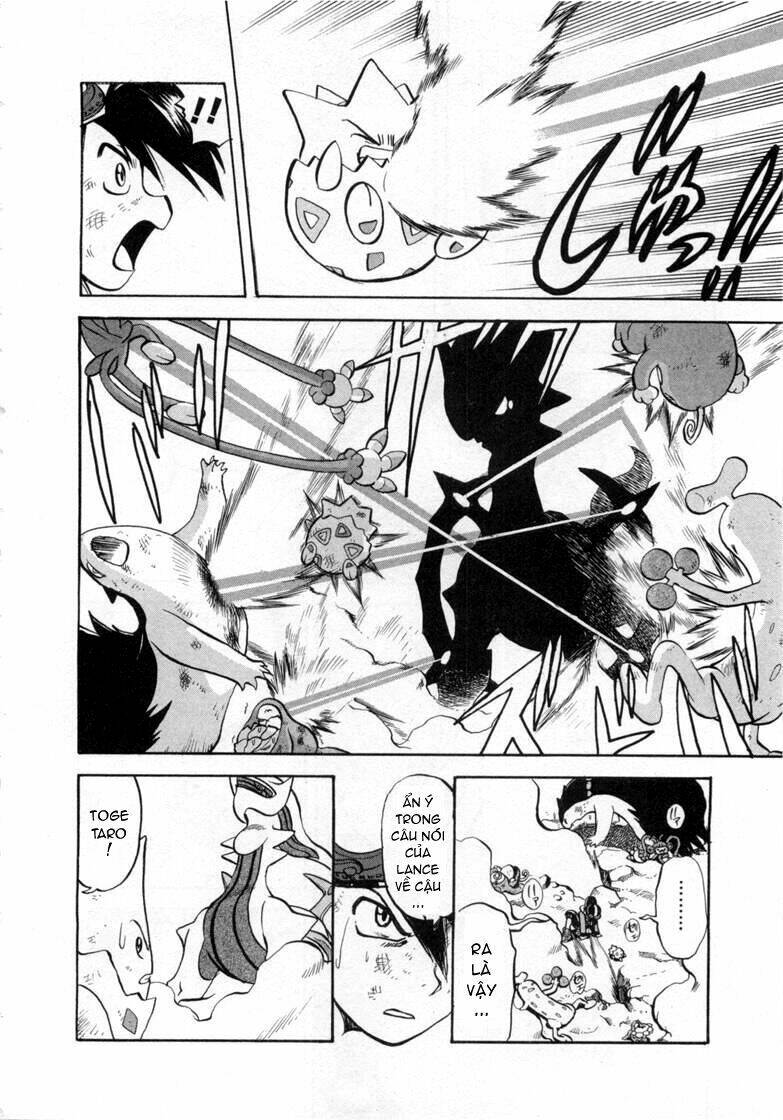 !!
TOGE
TARO
!
ẨN Ý
TRONG
CÂU NÓI
CỦA
LANCE
VỀ CẬU
...
RA
LÀ
VẬY
...
........